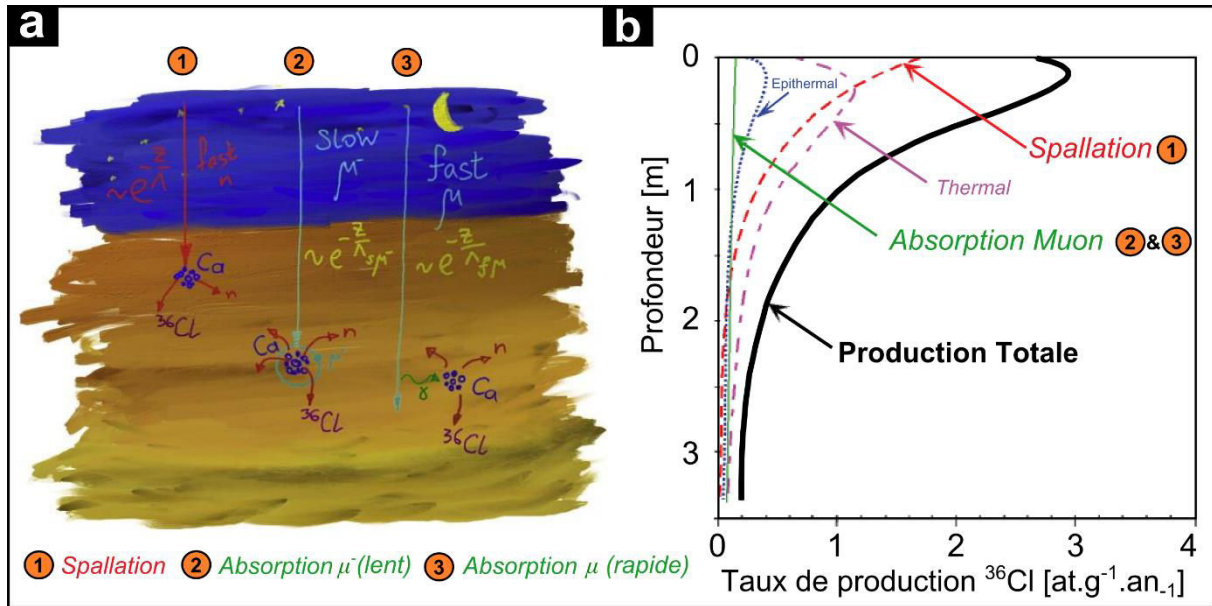 a
1 2 3
~e^-z/Λ
fast
n
slow
μ⁻
fast
μ
~e^-z/Λsμ⁻
~e^-z/Λfμ
Ca
n
³⁶Cl
Ca
n
μ⁻
³⁶Cl
γ
Ca
n
³⁶Cl
1 Spallation 2 Absorption μ⁻(lent) 3 Absorption μ (rapide)
b
0
1
2
3
Profondeur [m]
Epithermal
Spallation 1
Thermal
Absorption Muon 2&3
Production Totale
0 1 2 3 4
Taux de production ³⁶Cl [at.g⁻¹.an₋₁]